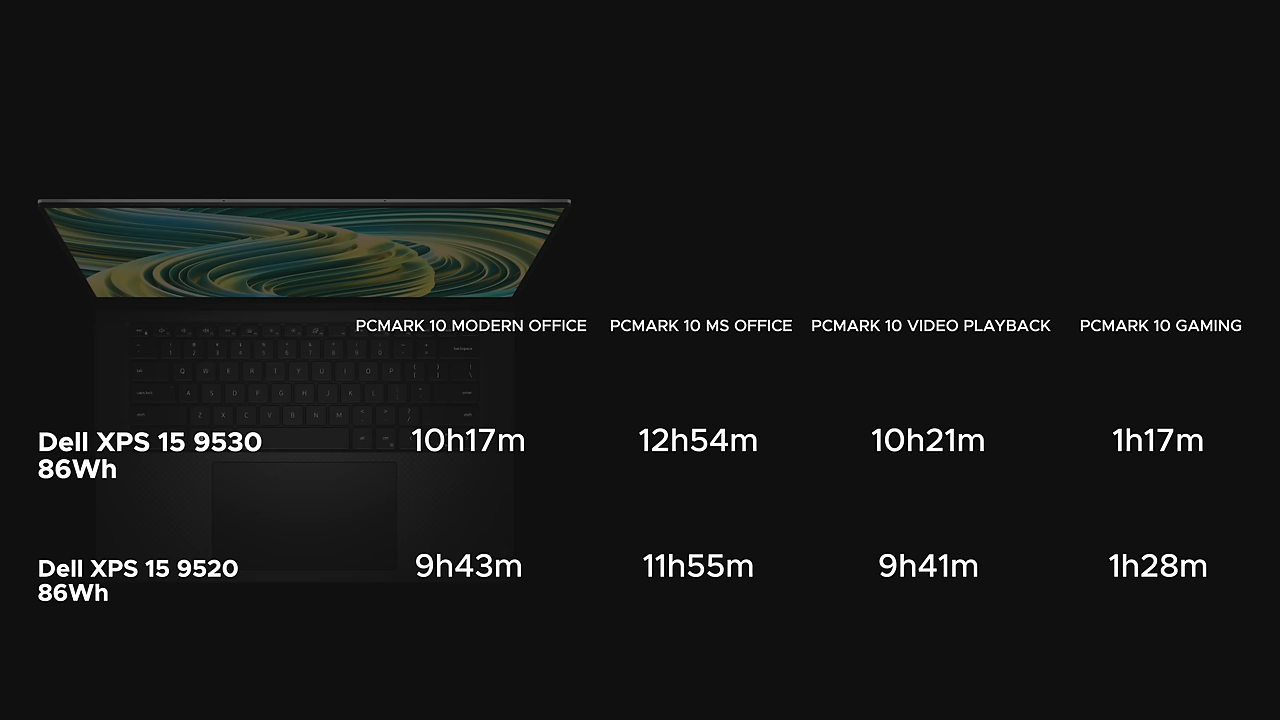 PCMARK 10 MODERN OFFICE PCMARK 10 MS OFFICE PCMARK 10 VIDEO PLAYBACK PCMARK 10 GAMING
Q W E R T Y U I O P
A S D F G H J K L
Z X C V B N M
Dell XPS 15 9530 10h17m 12h54m 10h21m 1h17m
86Wh
Dell XPS 15 9520 9h43m 11h55m 9h41m 1h28m
86Wh